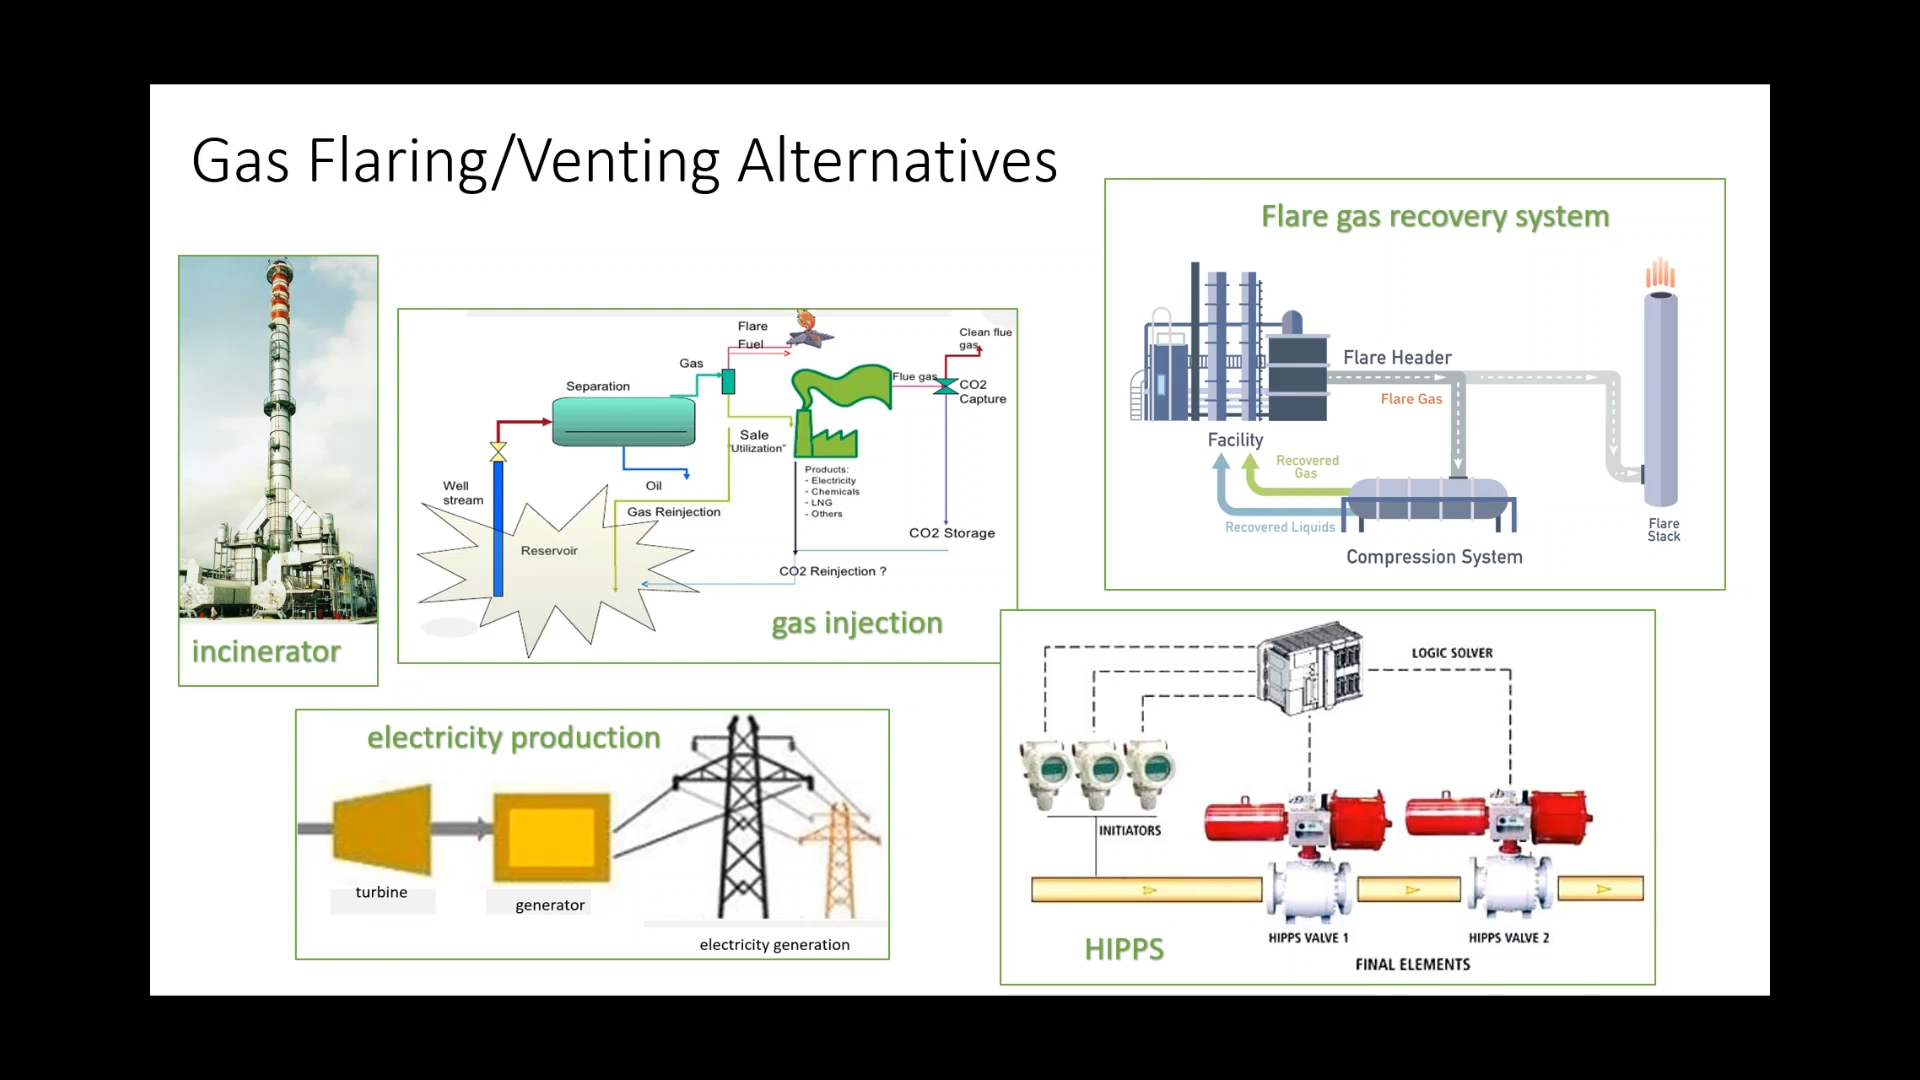 Gas Flaring/Venting Alternatives
incinerator
Flare
Fuel
Gas
Separation
Clean flue
gas
Flue gas
CO2
Capture
Sale
"Utilization"
Products:
- Electricity
- Chemicals
- LNG
- Others
Well
stream
Oil
Gas Reinjection
Reservoir
CO2 Storage
CO2 Reinjection ?
gas injection
Flare gas recovery system
Flare Header
Flare Gas
Facility
Recovered
Gas
Recovered Liquids
Compression System
Flare
Stack
electricity production
turbine
generator
electricity generation
LOGIC SOLVER
INITIATORS
HIPPS VALVE 1
HIPPS VALVE 2
FINAL ELEMENTS
HIPPS